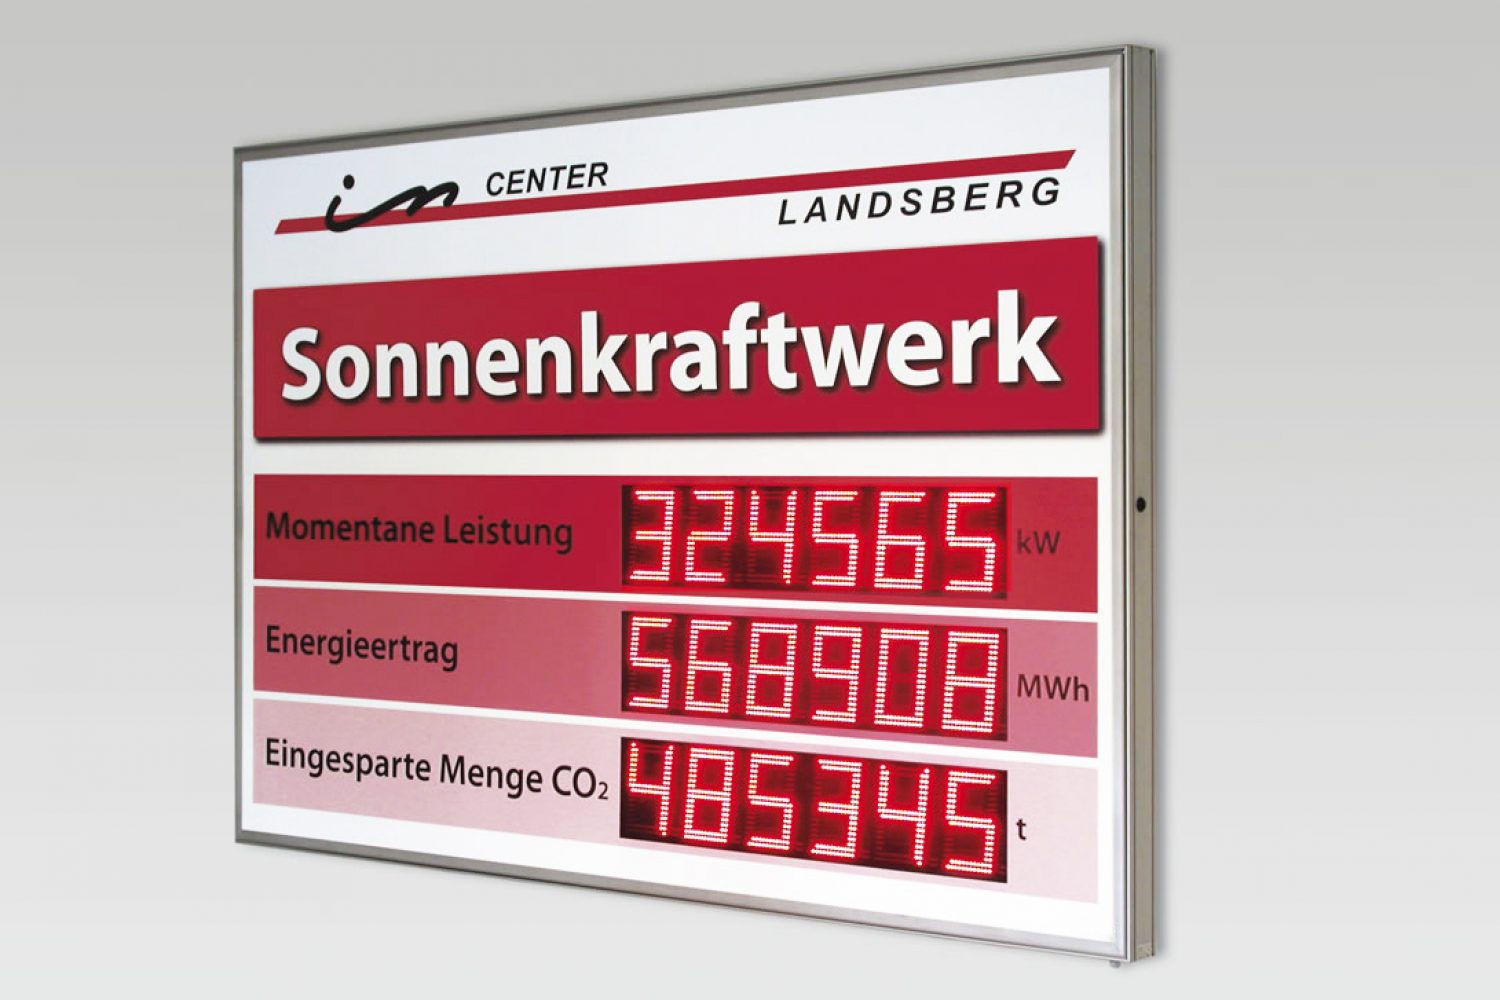 in CENTER
LANDSBERG
Sonnenkraftwerk
Momentane Leistung 324565 kW
Energieertrag 568908 MWh
Eingesparte Menge CO₂ 485345 t